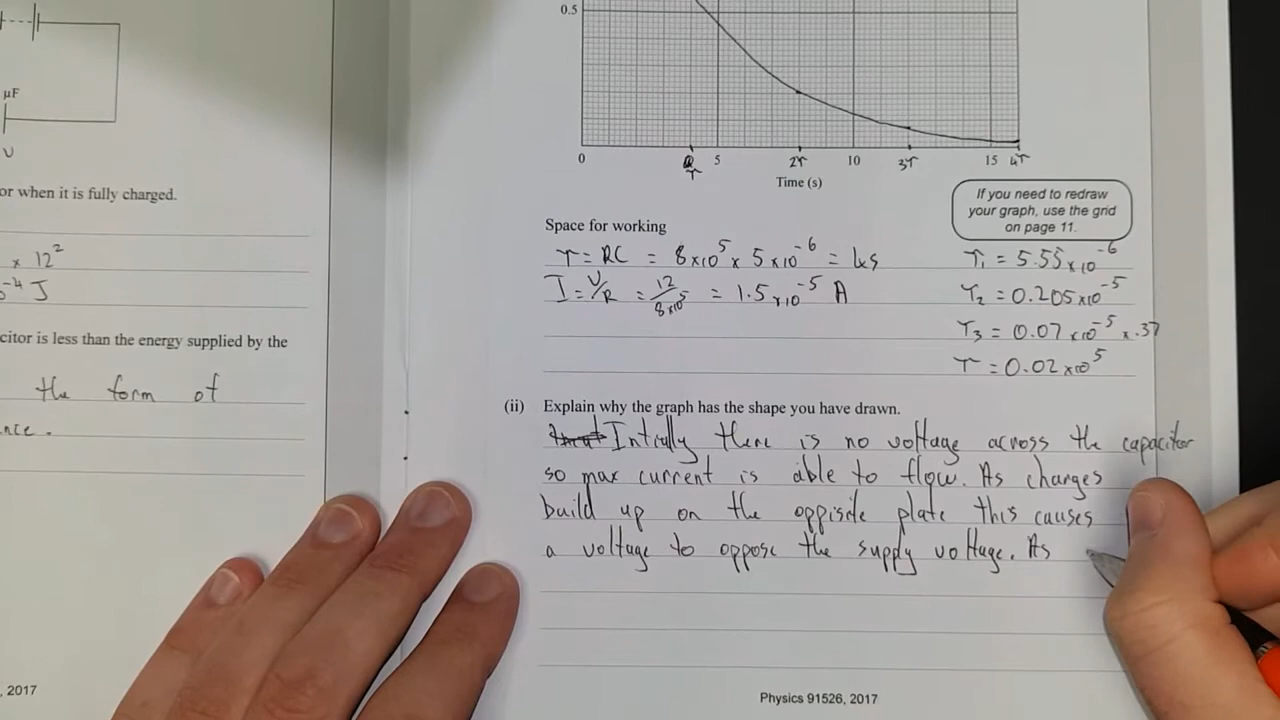 0.5
µF
V
0
τ
5
2τ
10
3τ
15
4τ
Time (s)
or when it is fully charged.
If you need to redraw
your graph, use the grid
on page 11.
Space for working
× 12²
τ = RC = 8×10⁵ × 5×10⁻⁶ = 4s
τ₁ = 5.55×10⁻⁶
⁻⁴ J
I = V/R = 12/8×10⁵ = 1.5×10⁻⁵ A
τ₂ = 0.205×10⁻⁵
τ₃ = 0.07×10⁻⁵ ×.37
citor is less than the energy supplied by the
τ = 0.02×10⁵
the form of
(ii) Explain why the graph has the shape you have drawn.
nce.
Intially there is no voltage across the capacitor
so max current is able to flow. As charges
build up on the oppisite plate this causes
a voltage to oppose the supply voltage. As
, 2017
Physics 91526, 2017